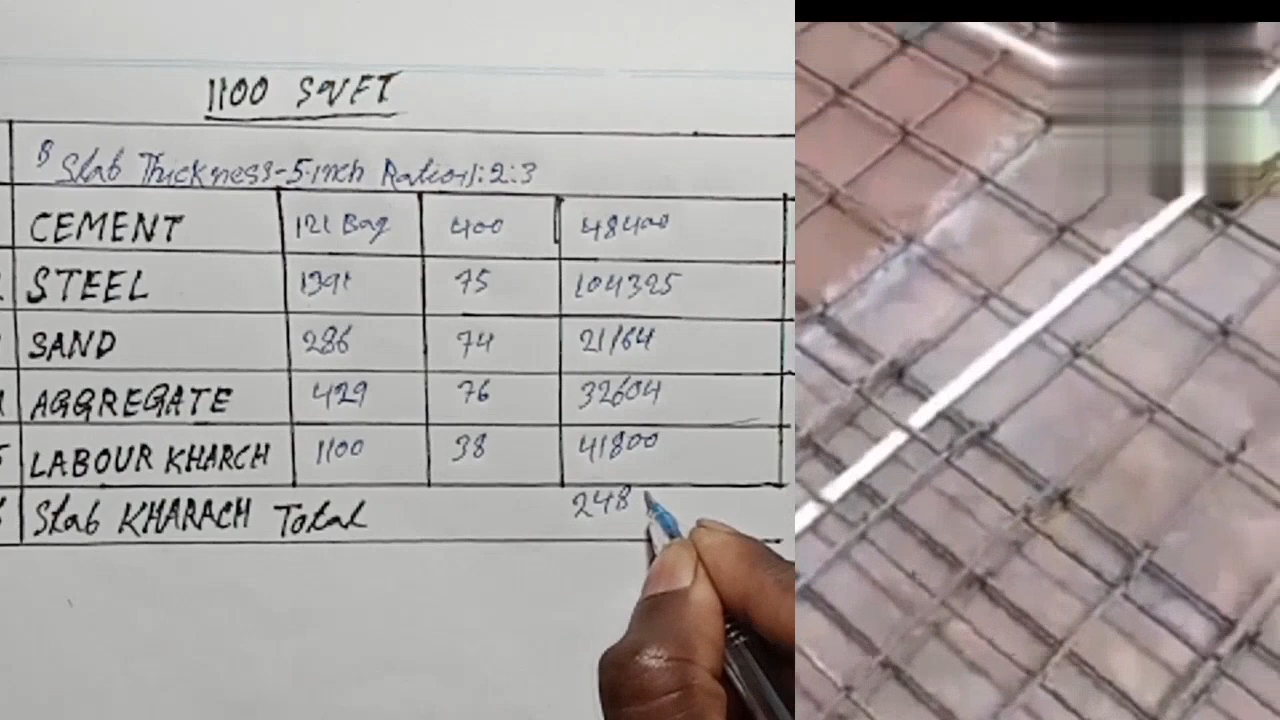 1100 SQFT
Slab Thickness-5-inch Ratio-1:2:3
CEMENT 121 Bag 400 48400
STEEL 1391 75 104325
SAND 286 74 21164
AGGREGATE 429 76 32604
LABOUR KHARCH 1100 38 41800
Slab KHARACH Total 248